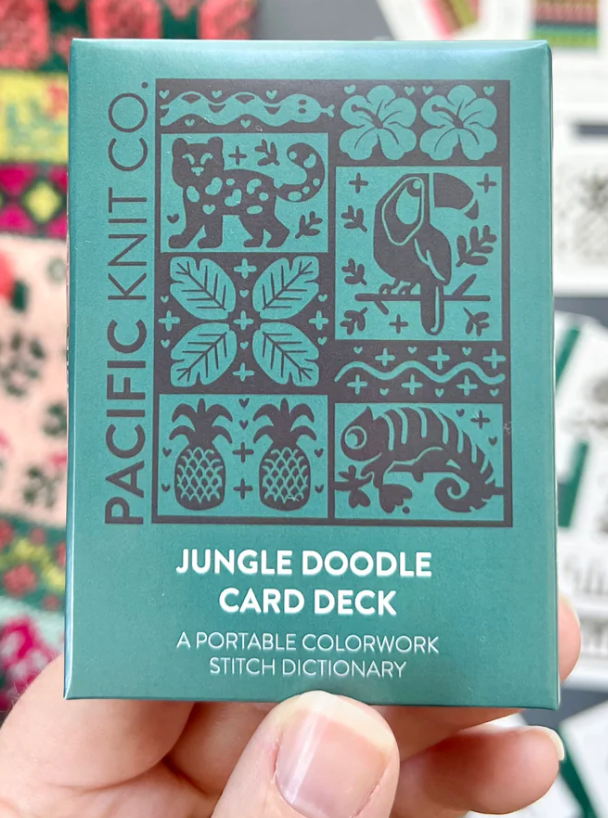 PACIFIC KNIT CO.
JUNGLE DOODLE
CARD DECK
A PORTABLE COLORWORK
STITCH DICTIONARY